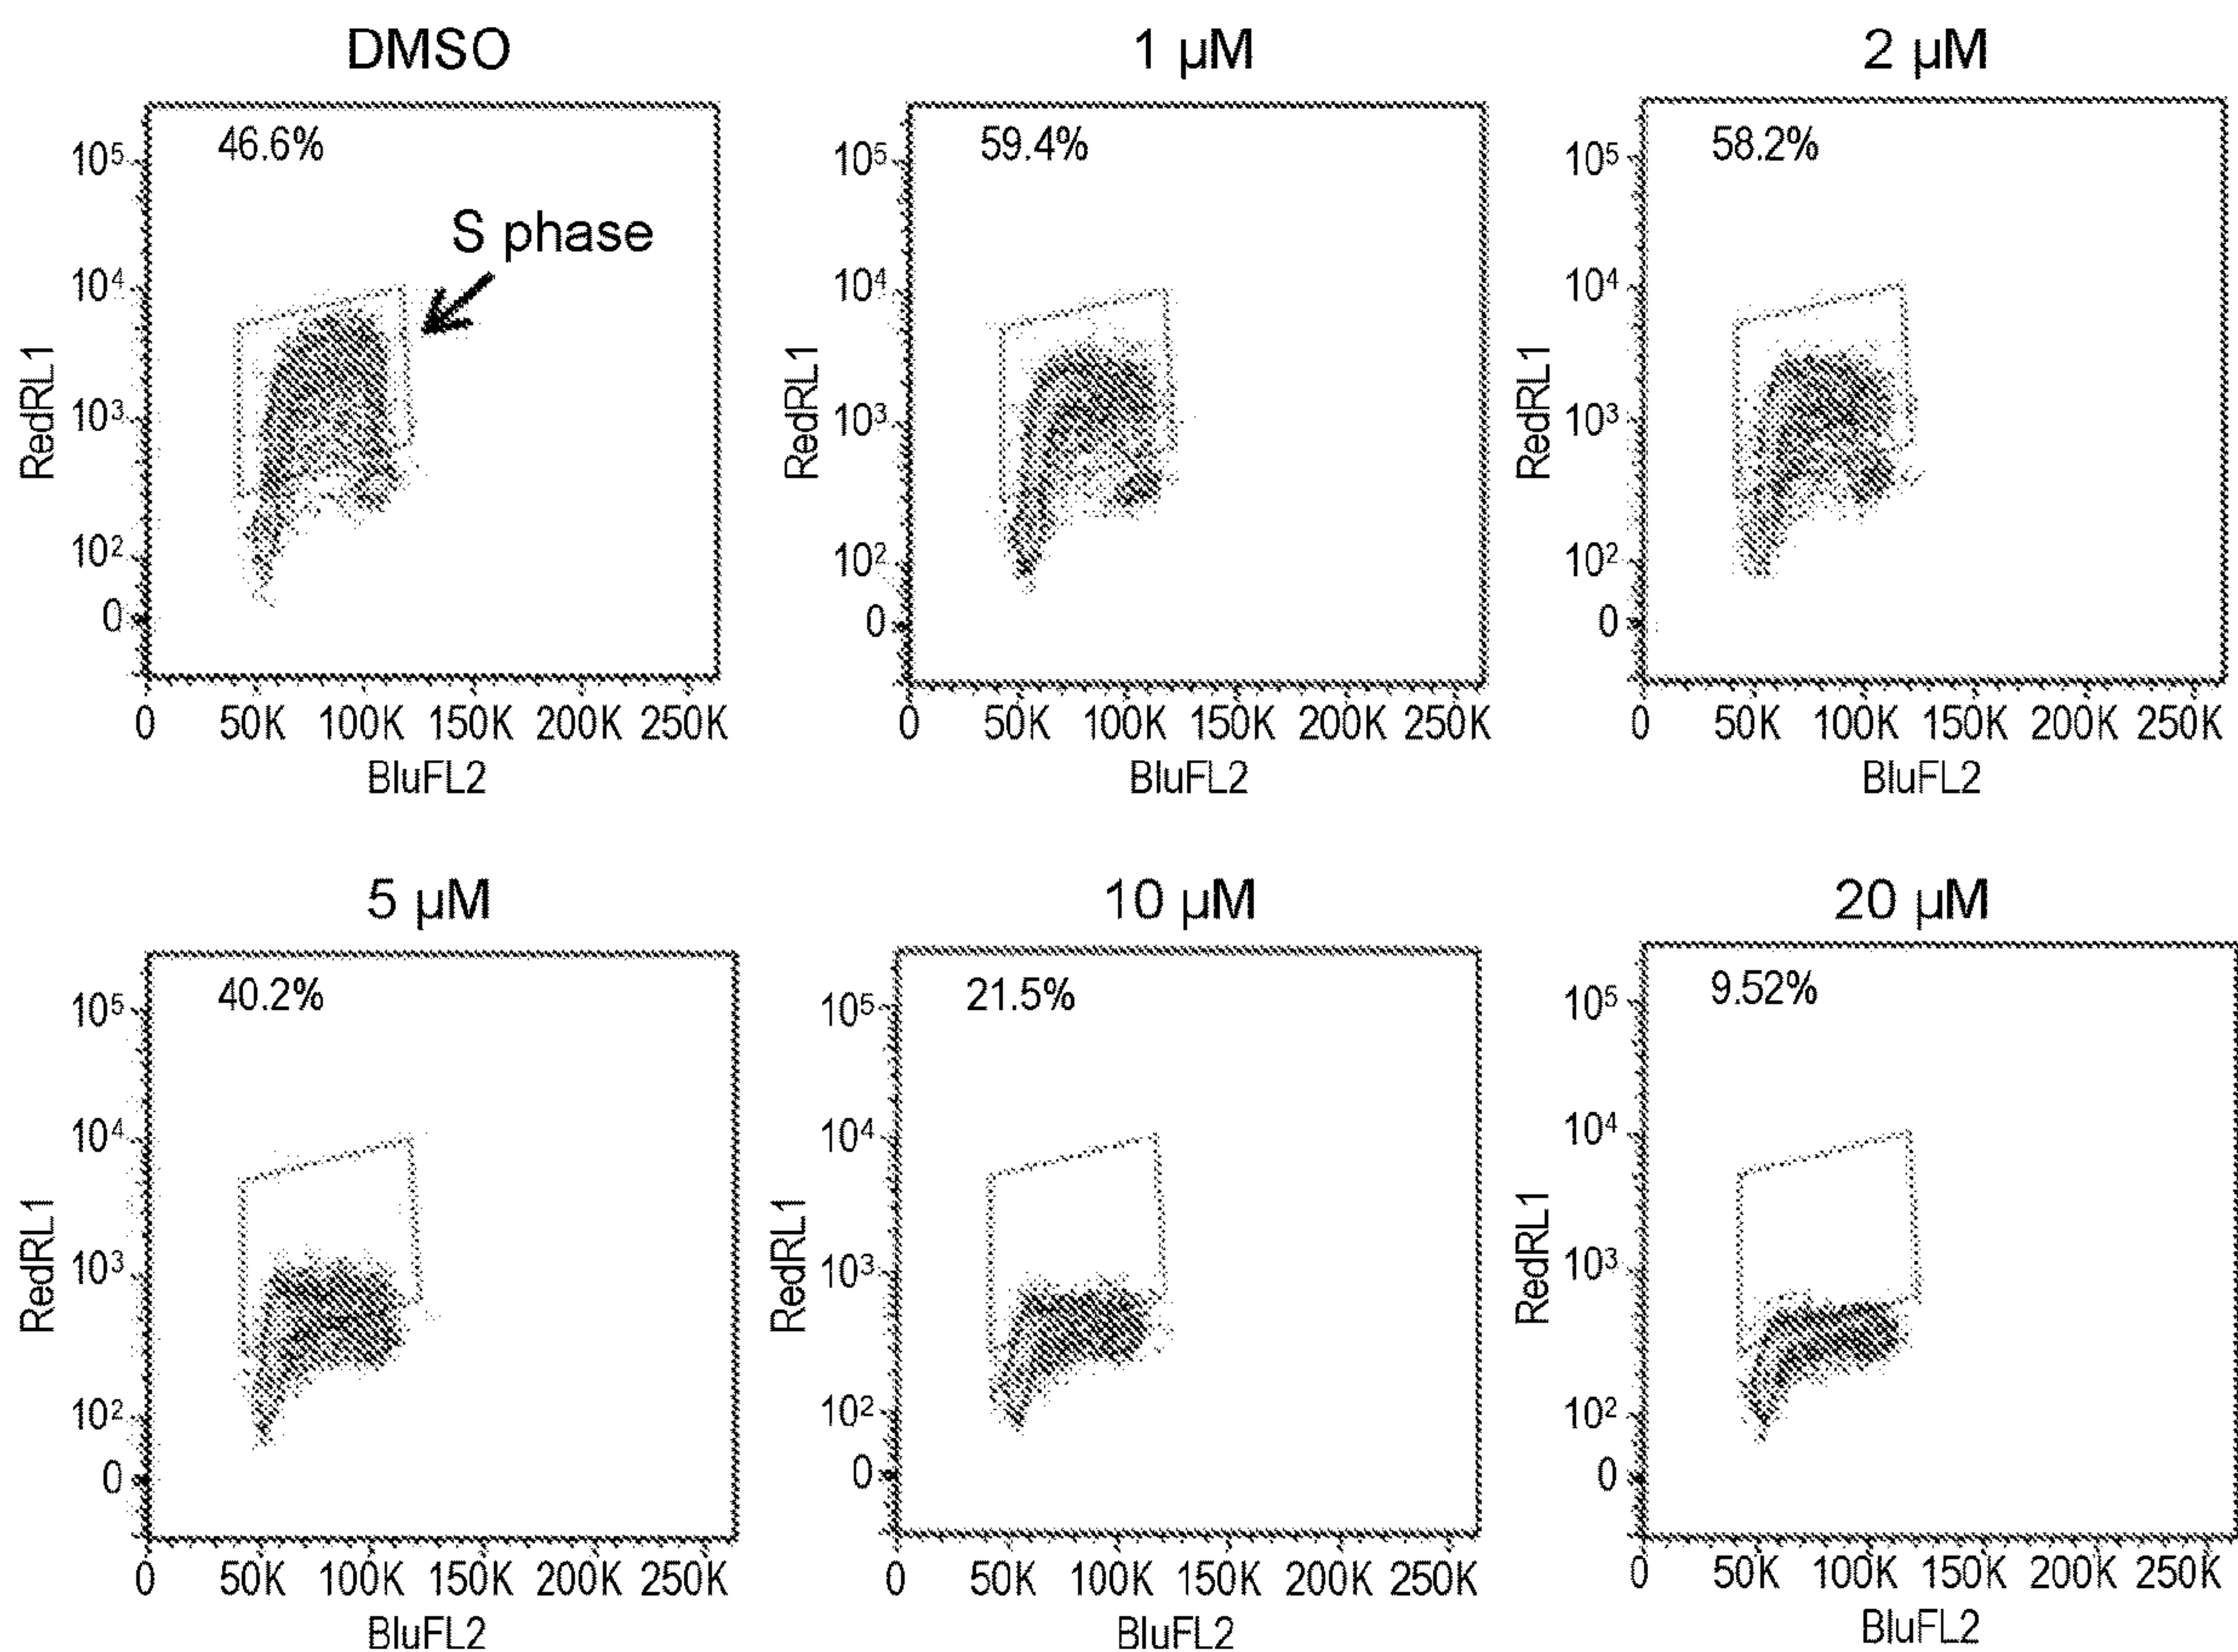 DMSO
46.6%
S phase
10⁵
10⁴
10³
10²
0
RedRL1
0 50K 100K 150K 200K 250K
BluFL2
1 µM
59.4%
10⁵
10⁴
10³
10²
0
RedRL1
0 50K 100K 150K 200K 250K
BluFL2
2 µM
58.2%
10⁵
10⁴
10³
10²
0
RedRL1
0 50K 100K 150K 200K 250K
BluFL2
5 µM
40.2%
10⁵
10⁴
10³
10²
0
RedRL1
0 50K 100K 150K 200K 250K
BluFL2
10 µM
21.5%
10⁵
10⁴
10³
10²
0
RedRL1
0 50K 100K 150K 200K 250K
BluFL2
20 µM
9.52%
10⁵
10⁴
10³
10²
0
RedRL1
0 50K 100K 150K 200K 250K
BluFL2